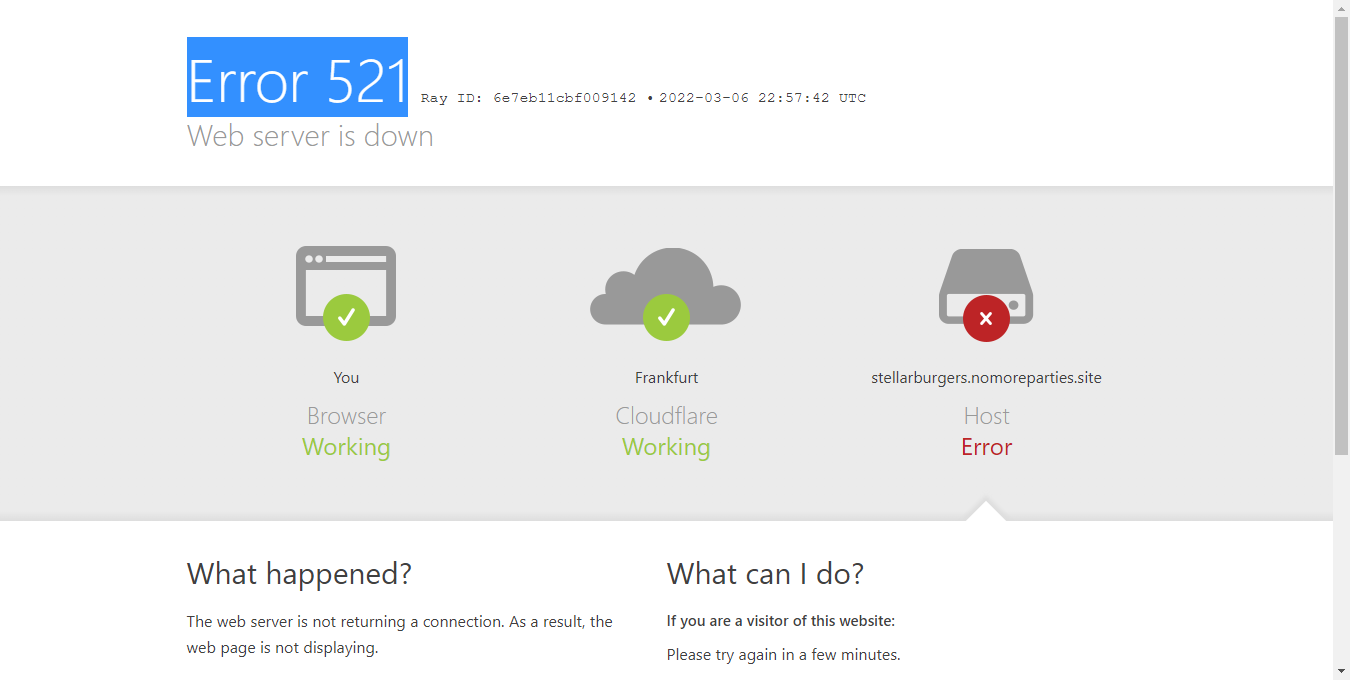 Error 521 Ray ID: 6e7eb11cbf009142 • 2022-03-06 22:57:42 UTC
Web server is down
You
Browser
Working
Frankfurt
Cloudflare
Working
stellarburgers.nomoreparties.site
Host
Error
What happened?
The web server is not returning a connection. As a result, the
web page is not displaying.
What can I do?
If you are a visitor of this website:
Please try again in a few minutes.